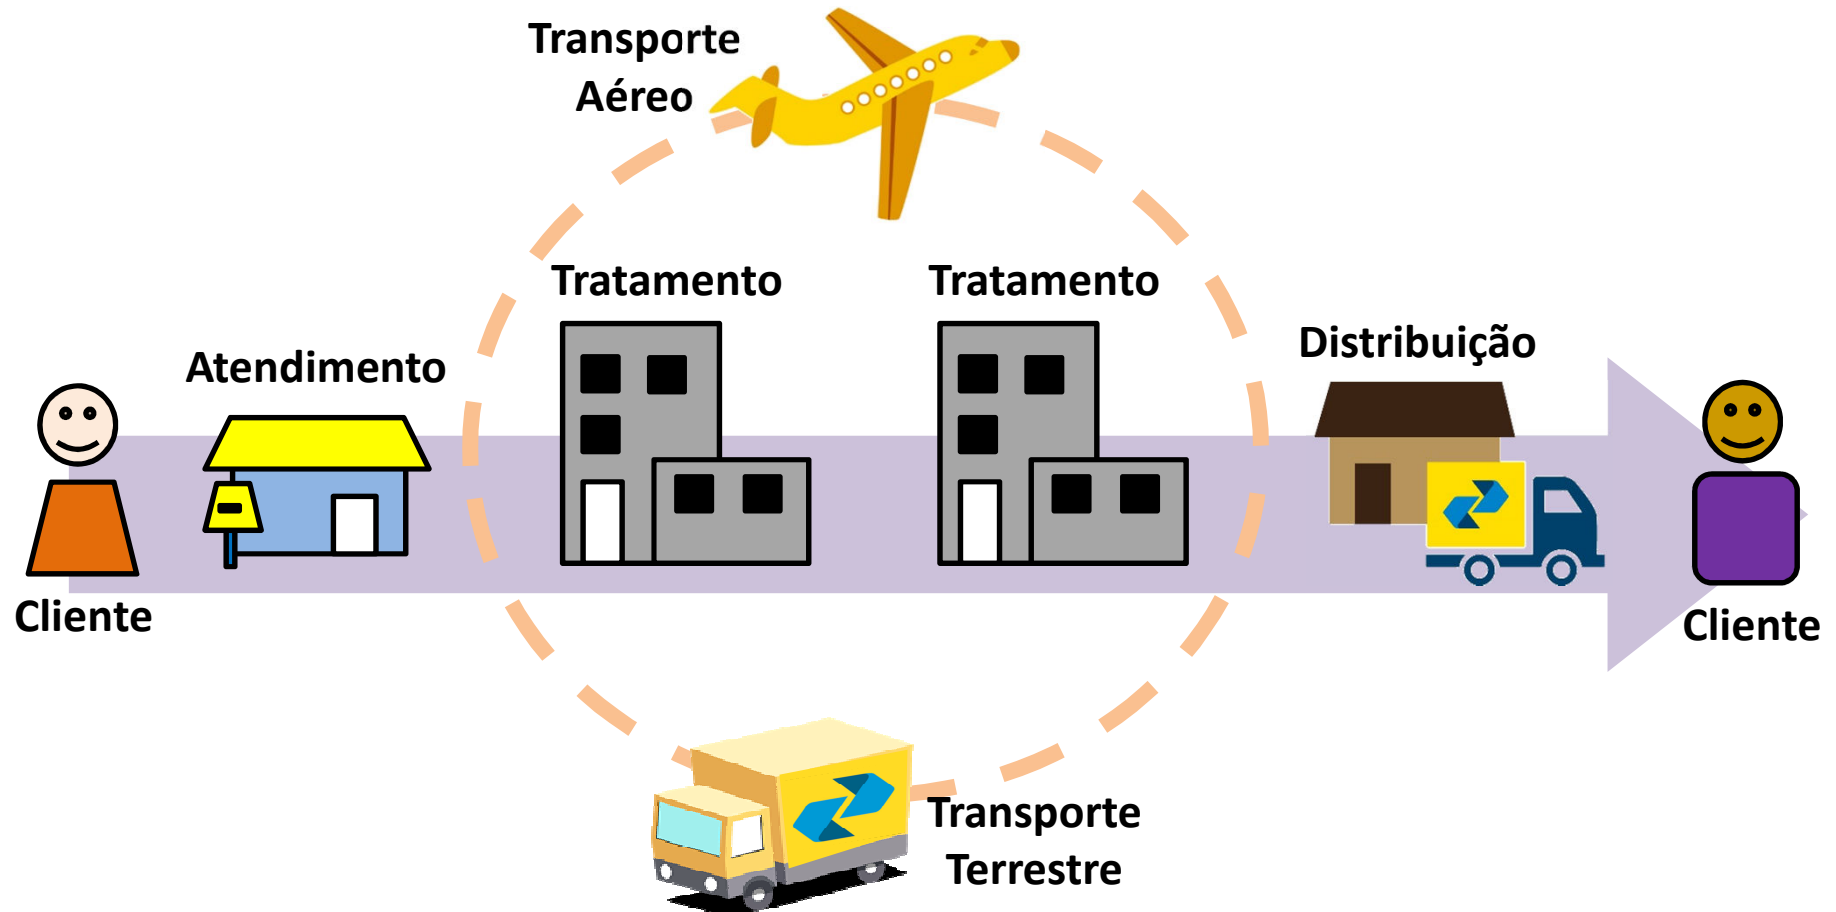 Transporte
Aéreo
Tratamento
Tratamento
Distribuição
Atendimento
Cliente
Cliente
Transporte
Terrestre